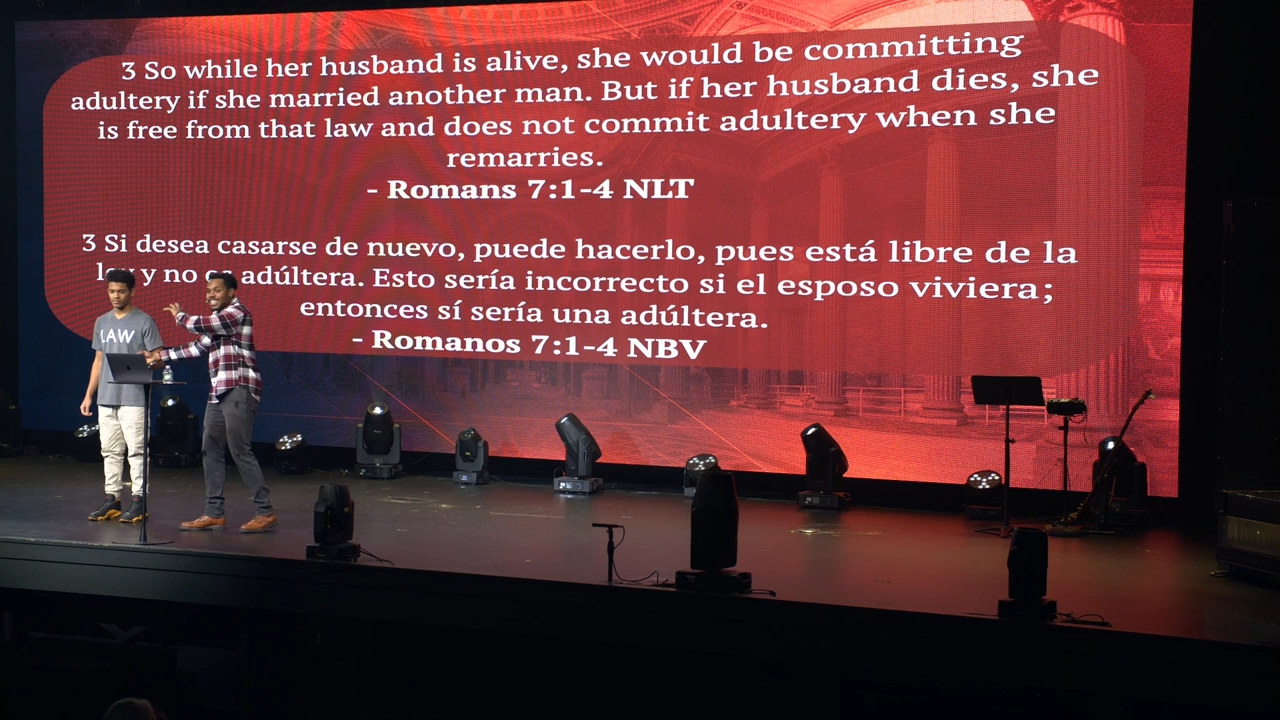 3 So while her husband is alive, she would be committing
adultery if she married another man. But if her husband dies, she
is free from that law and does not commit adultery when she
remarries.
- Romans 7:1-4 NLT
3 Si desea casarse de nuevo, puede hacerlo, pues está libre de la
y no adúltera. Esto sería incorrecto si el esposo viviera;
entonces sí sería una adúltera.
- Romanos 7:1-4 NBV
LAW